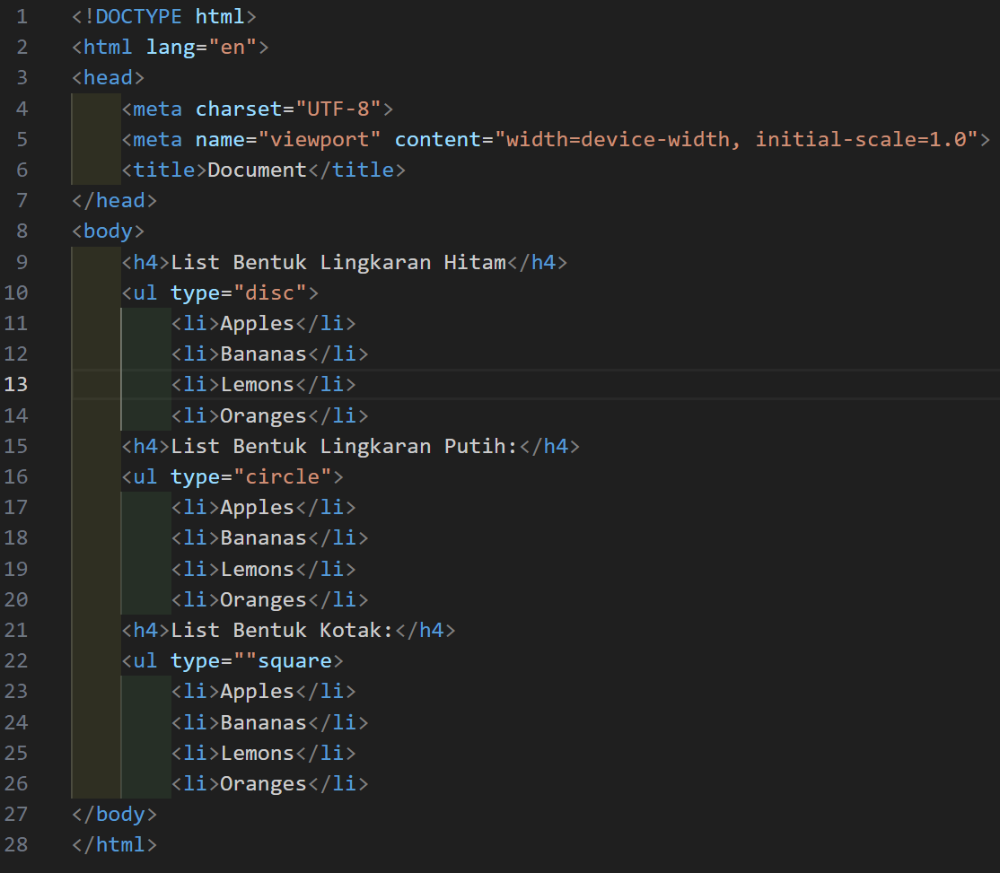 1 <!DOCTYPE html>
2 <html lang="en">
3 <head>
4     <meta charset="UTF-8">
5     <meta name="viewport" content="width=device-width, initial-scale=1.0">
6     <title>Document</title>
7 </head>
8 <body>
9     <h4>List Bentuk Lingkaran Hitam</h4>
10     <ul type="disc">
11         <li>Apples</li>
12         <li>Bananas</li>
13         <li>Lemons</li>
14         <li>Oranges</li>
15     <h4>List Bentuk Lingkaran Putih:</h4>
16     <ul type="circle">
17         <li>Apples</li>
18         <li>Bananas</li>
19         <li>Lemons</li>
20         <li>Oranges</li>
21     <h4>List Bentuk Kotak:</h4>
22     <ul type=""square>
23         <li>Apples</li>
24         <li>Bananas</li>
25         <li>Lemons</li>
26         <li>Oranges</li>
27 </body>
28 </html>